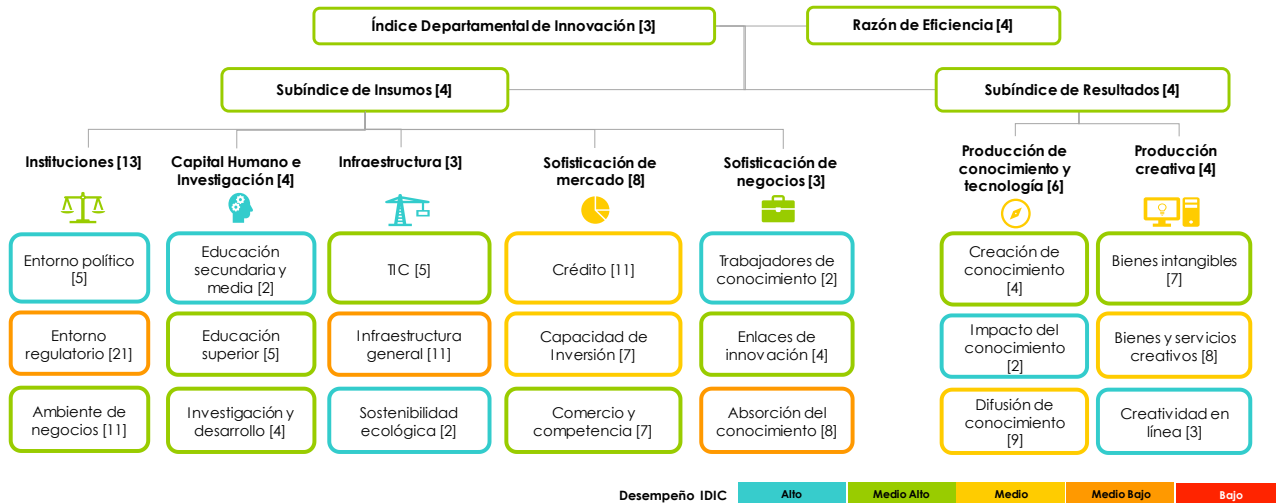 Índice Departamental de Innovación [3]
Razón de Eficiencia [4]
Subíndice de Insumos [4]
Subíndice de Resultados [4]
Instituciones [13]
Capital Humano e
Investigación [4]
Infraestructura [3]
Sofisticación de
mercado [8]
Sofisticación de
negocios [3]
Producción de
conocimiento y
tecnología [6]
Producción
creativa [4]
Entorno político
[5]
Educación
secundaria y
media [2]
TIC [5]
Crédito [11]
Trabajadores de
conocimiento [2]
Creación de
conocimiento
[4]
Bienes intangibles
[7]
Entorno
regulatorio [21]
Educación
superior [5]
Infraestructura
general [11]
Capacidad de
Inversión [7]
Enlaces de
innovación [4]
Impacto del
conocimiento
[2]
Bienes y servicios
creativos [8]
Ambiente de
negocios [11]
Investigación y
desarrollo [4]
Sostenibilidad
ecológica [2]
Comercio y
competencia [7]
Absorción del
conocimiento [8]
Difusión de
conocimiento
[9]
Creatividad en
línea [3]
Desempeño IDIC
Alto
Medio Alto
Medio
Medio Bajo
Bajo